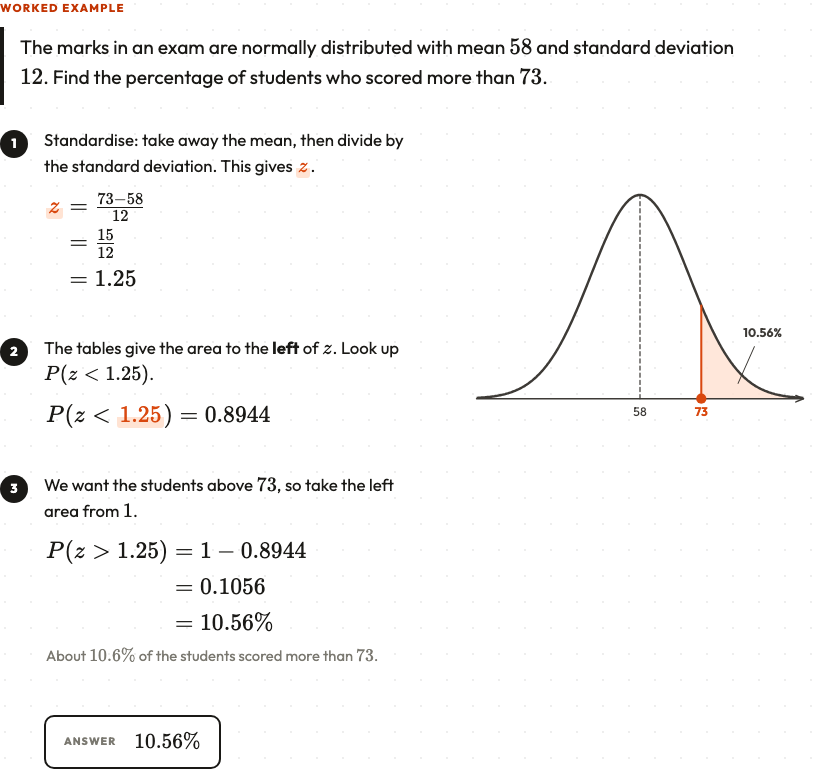 WORKED EXAMPLE
The marks in an exam are normally distributed with mean 58 and standard deviation
12. Find the percentage of students who scored more than 73.
1 Standardise: take away the mean, then divide by
the standard deviation. This gives z.
z = \frac{73−58}{12}
= \frac{15}{12}
= 1.25
2 The tables give the area to the left of z. Look up
P(z < 1.25).
P(z < 1.25) = 0.8944
3 We want the students above 73, so take the left
area from 1.
P(z > 1.25) = 1 − 0.8944
= 0.1056
= 10.56%
About 10.6% of the students scored more than 73.
ANSWER 10.56%
10.56%
58 73